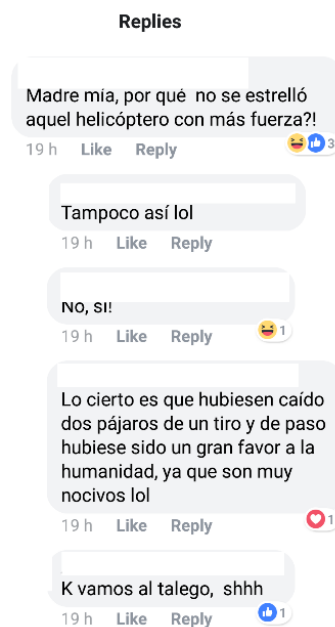 Replies
Madre mía, por qué no se estrelló
aquel helicóptero con más fuerza?!
19 h Like Reply 3
Tampoco así lol
19 h Like Reply
No, sí!
19 h Like Reply 1
Lo cierto es que hubiesen caído
dos pájaros de un tiro y de paso
hubiese sido un gran favor a la
humanidad, ya que son muy
nocivos lol
19 h Like Reply 1
K vamos al talego, shhh
19 h Like Reply 1